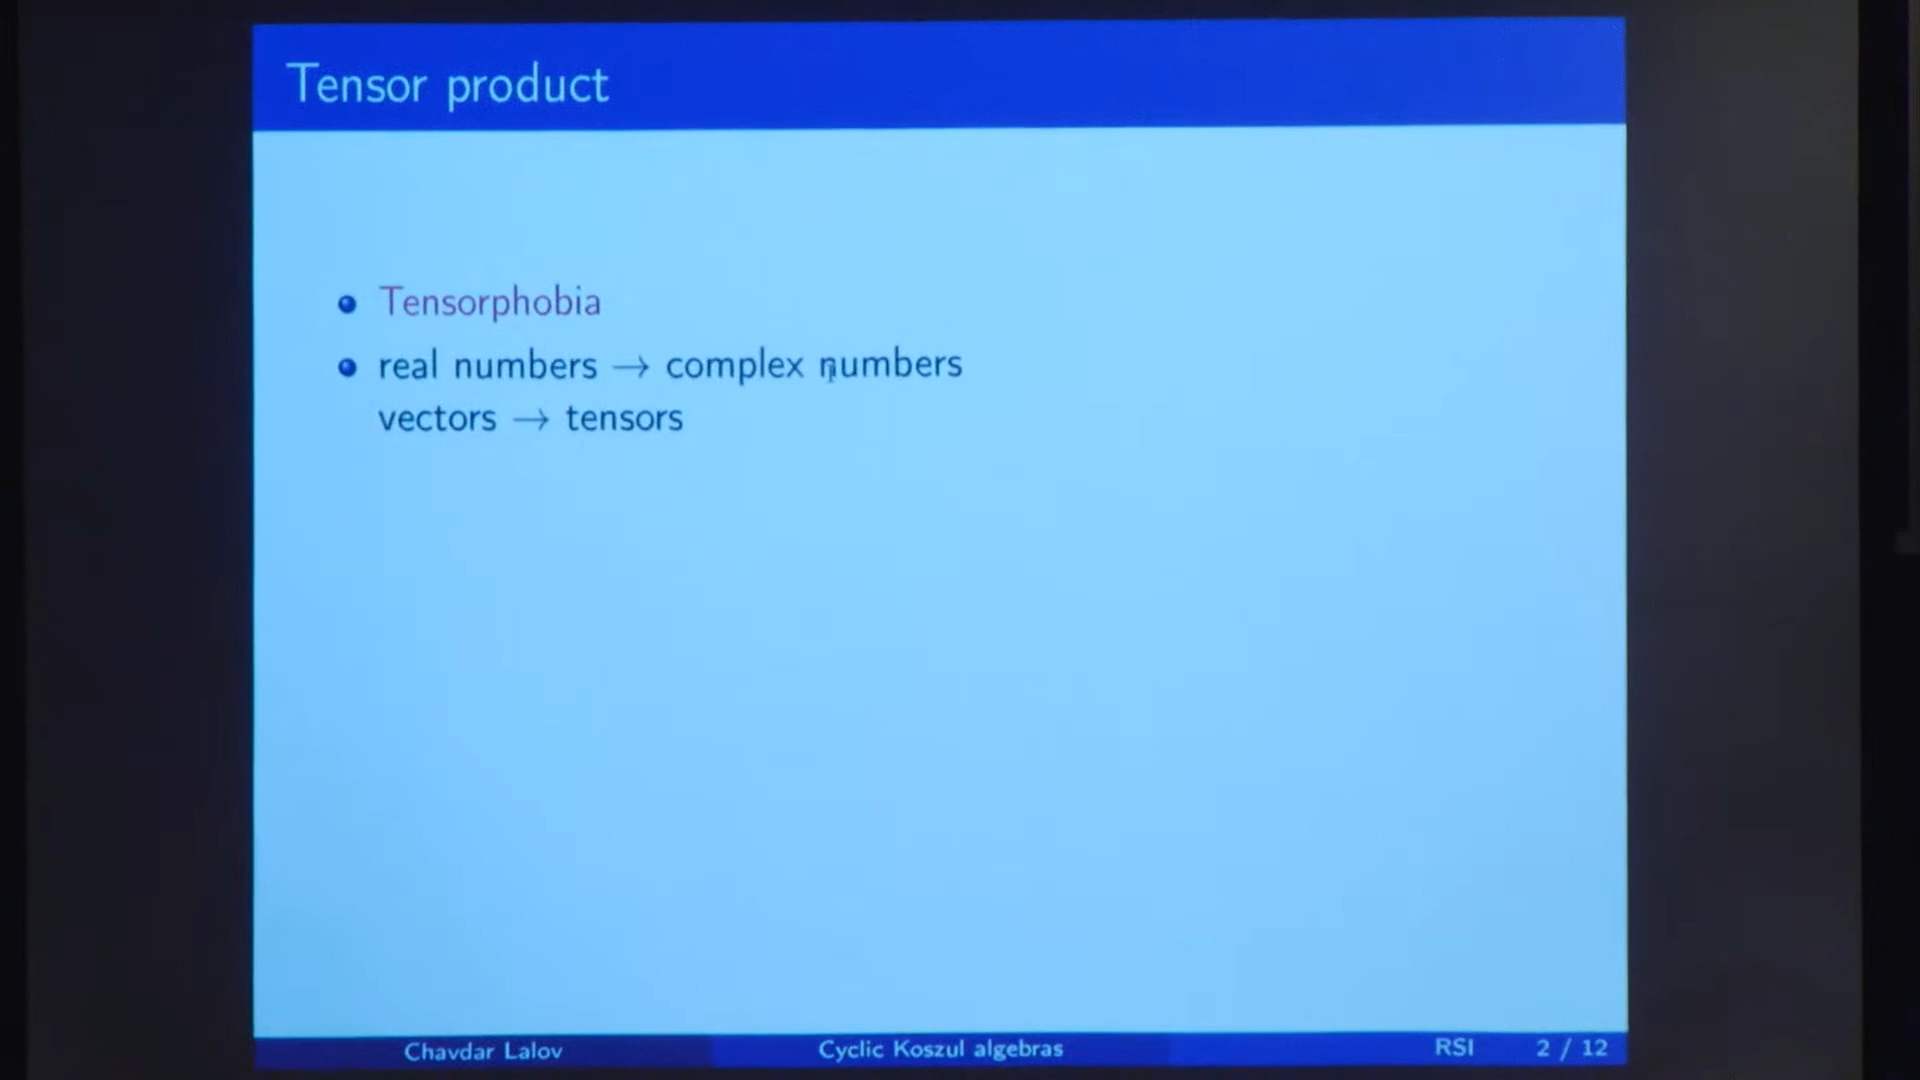 Tensor product
Tensorphobia
real numbers → complex numbers
vectors → tensors
Chavdar Lalov
Cyclic Koszul algebras
RSI
2 / 12